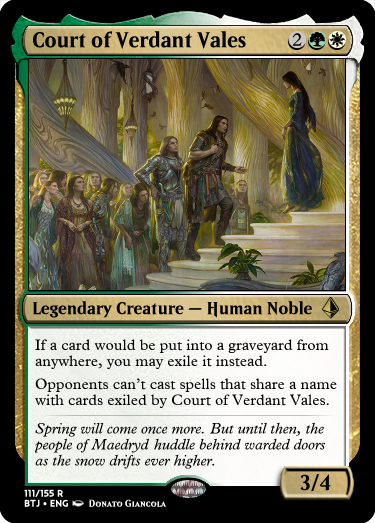 Court of Verdant Vales 2
Legendary Creature — Human Noble
If a card would be put into a graveyard from
anywhere, you may exile it instead.
Opponents can't cast spells that share a name
with cards exiled by Court of Verdant Vales.
Spring will come once more. But until then, the
people of Maedryd huddle behind warded doors
as the snow drifts ever higher.
3/4
111/155 R
BTJ • ENG Donato Giancola